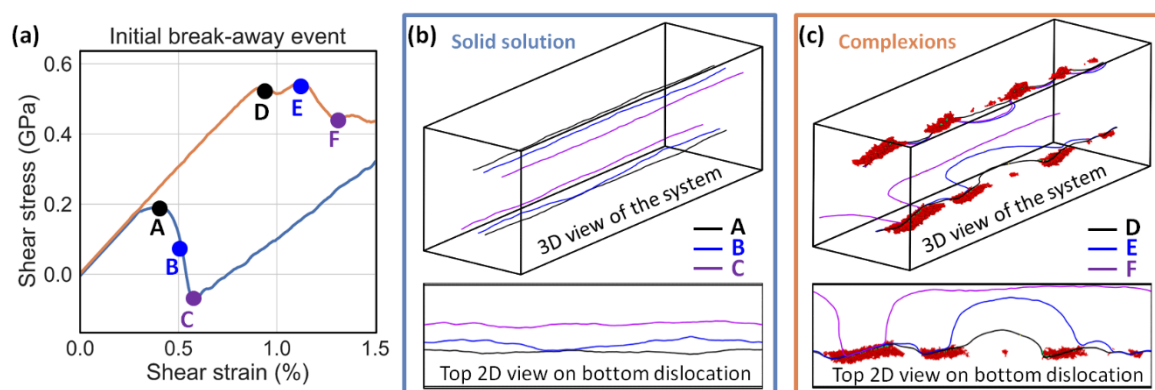 (a)
Initial break-away event
Shear stress (GPa)
0.6
0.4
0.2
0.0
0.0 0.5 1.0 1.5
Shear strain (%)
A
B
C
D
E
F
(b)
Solid solution
3D view of the system
A
B
C
Top 2D view on bottom dislocation
(c)
Complexions
3D view of the system
D
E
F
Top 2D view on bottom dislocation